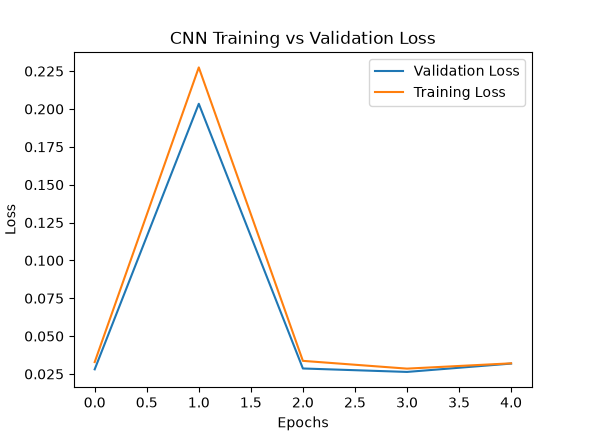 CNN Training vs Validation Loss
Validation Loss
Training Loss
0.225
0.200
0.175
0.150
0.125
0.100
0.075
0.050
0.025
Loss
0.0 0.5 1.0 1.5 2.0 2.5 3.0 3.5 4.0
Epochs